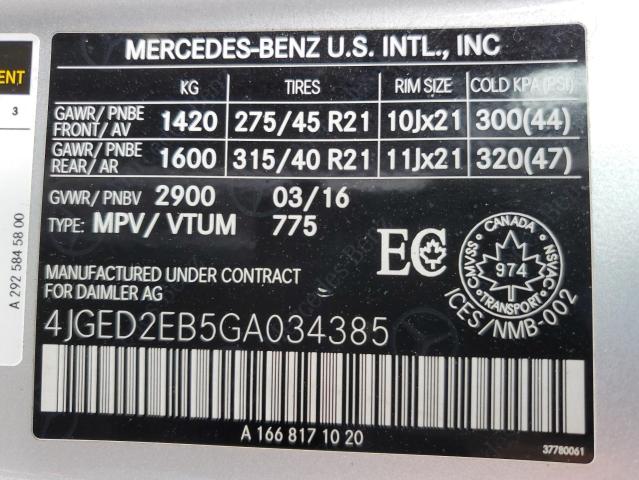 MERCEDES-BENZ U.S. INTL., INC
KG TIRES RIM SIZE COLD KPA (PSI)
GAWR/ PNBE FRONT/ AV 1420 275/45 R21 10Jx21 300(44)
GAWR/ PNBE REAR/ AR 1600 315/40 R21 11Jx21 320(47)
GVWR/ PNBV 2900 03/16
TYPE: MPV/ VTUM 775
EC
CANADA
CMVSS NSVAC
974
TRANSPORT
ICES/NMB-002
MANUFACTURED UNDER CONTRACT
FOR DAIMLER AG
4JGED2EB5GA034385
A 166 817 10 20
37780061
ENT
3
A 292 584 58 00
Mercedes-Benz